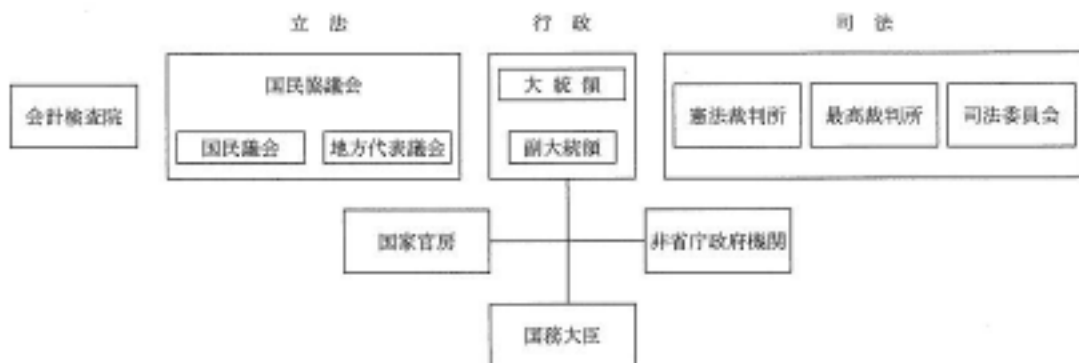 立法
行政
司法
会計検査院
国民協議会
国民議会
地方代表議会
大統領
副大統領
憲法裁判所
最高裁判所
司法委員会
国家官房
非省庁政府機関
国務大臣